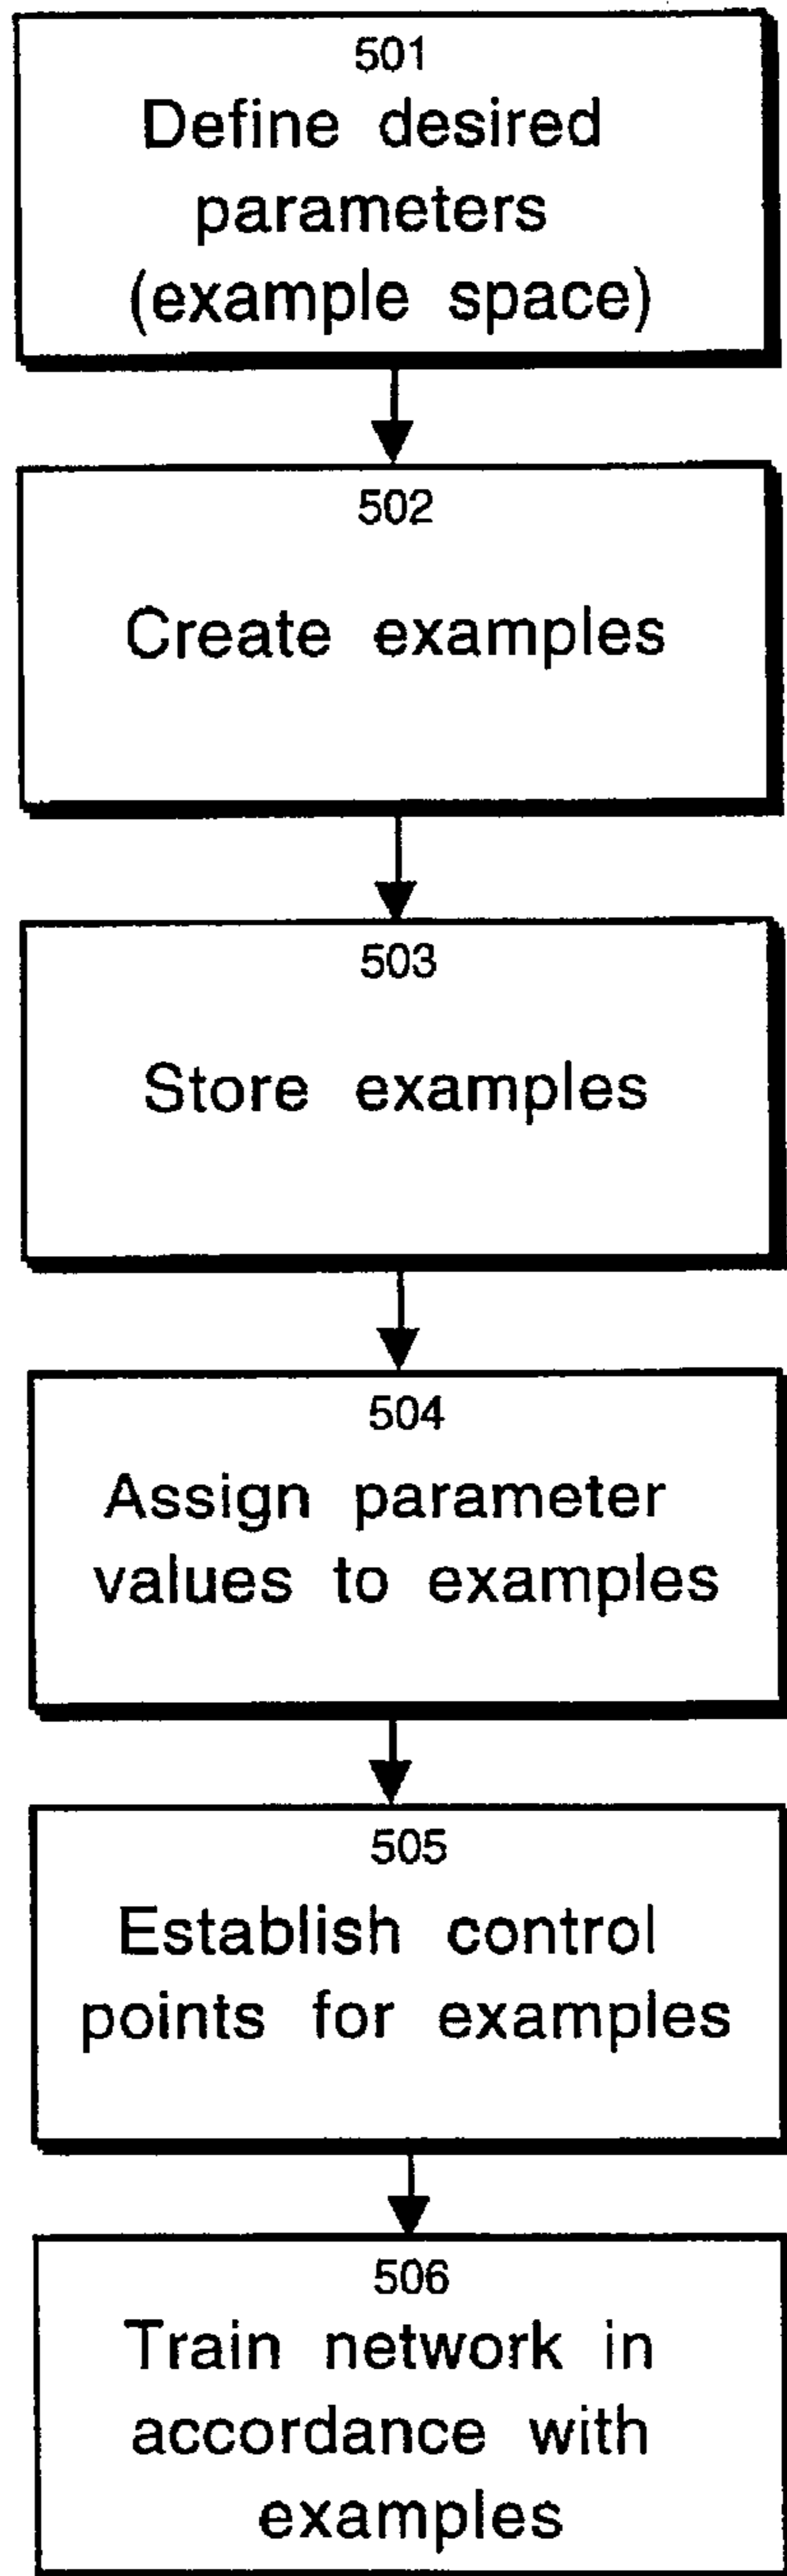 501
Define desired
parameters
(example space)
502
Create examples
503
Store examples
504
Assign parameter
values to examples
505
Establish control
points for examples
506
Train network in
accordance with
examples